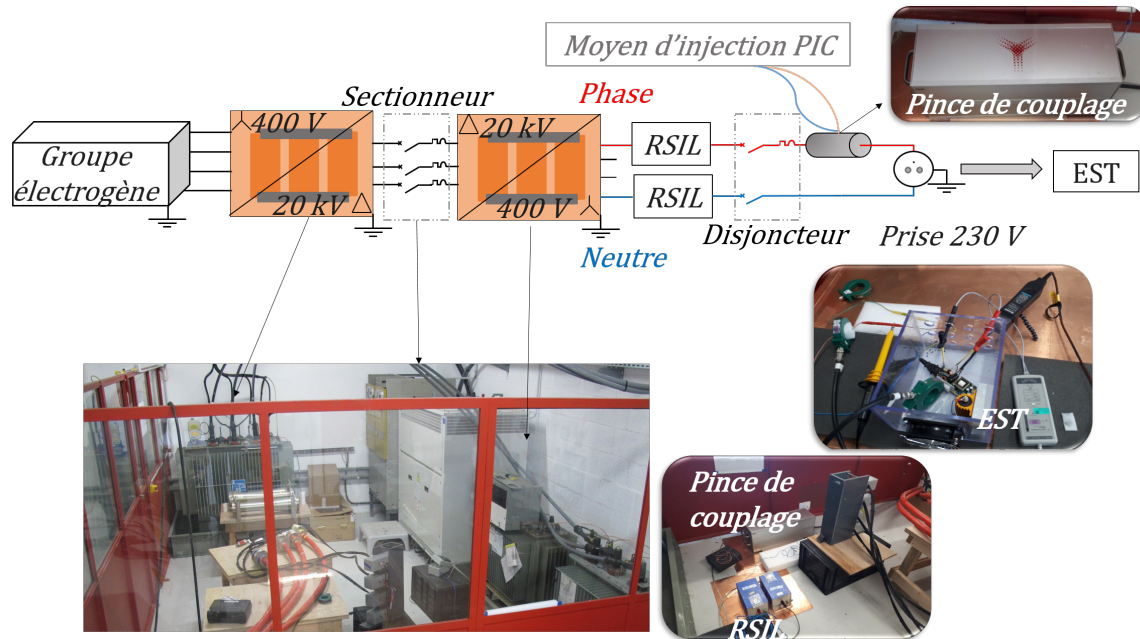 Moyen d'injection PIC
Pince de couplage
Sectionneur
Phase
Groupe
électrogène
400 V
20 kV
20 kV
400 V
RSIL
RSIL
EST
Neutre
Disjoncteur
Prise 230 V
EST
Pince de
couplage
RSIL